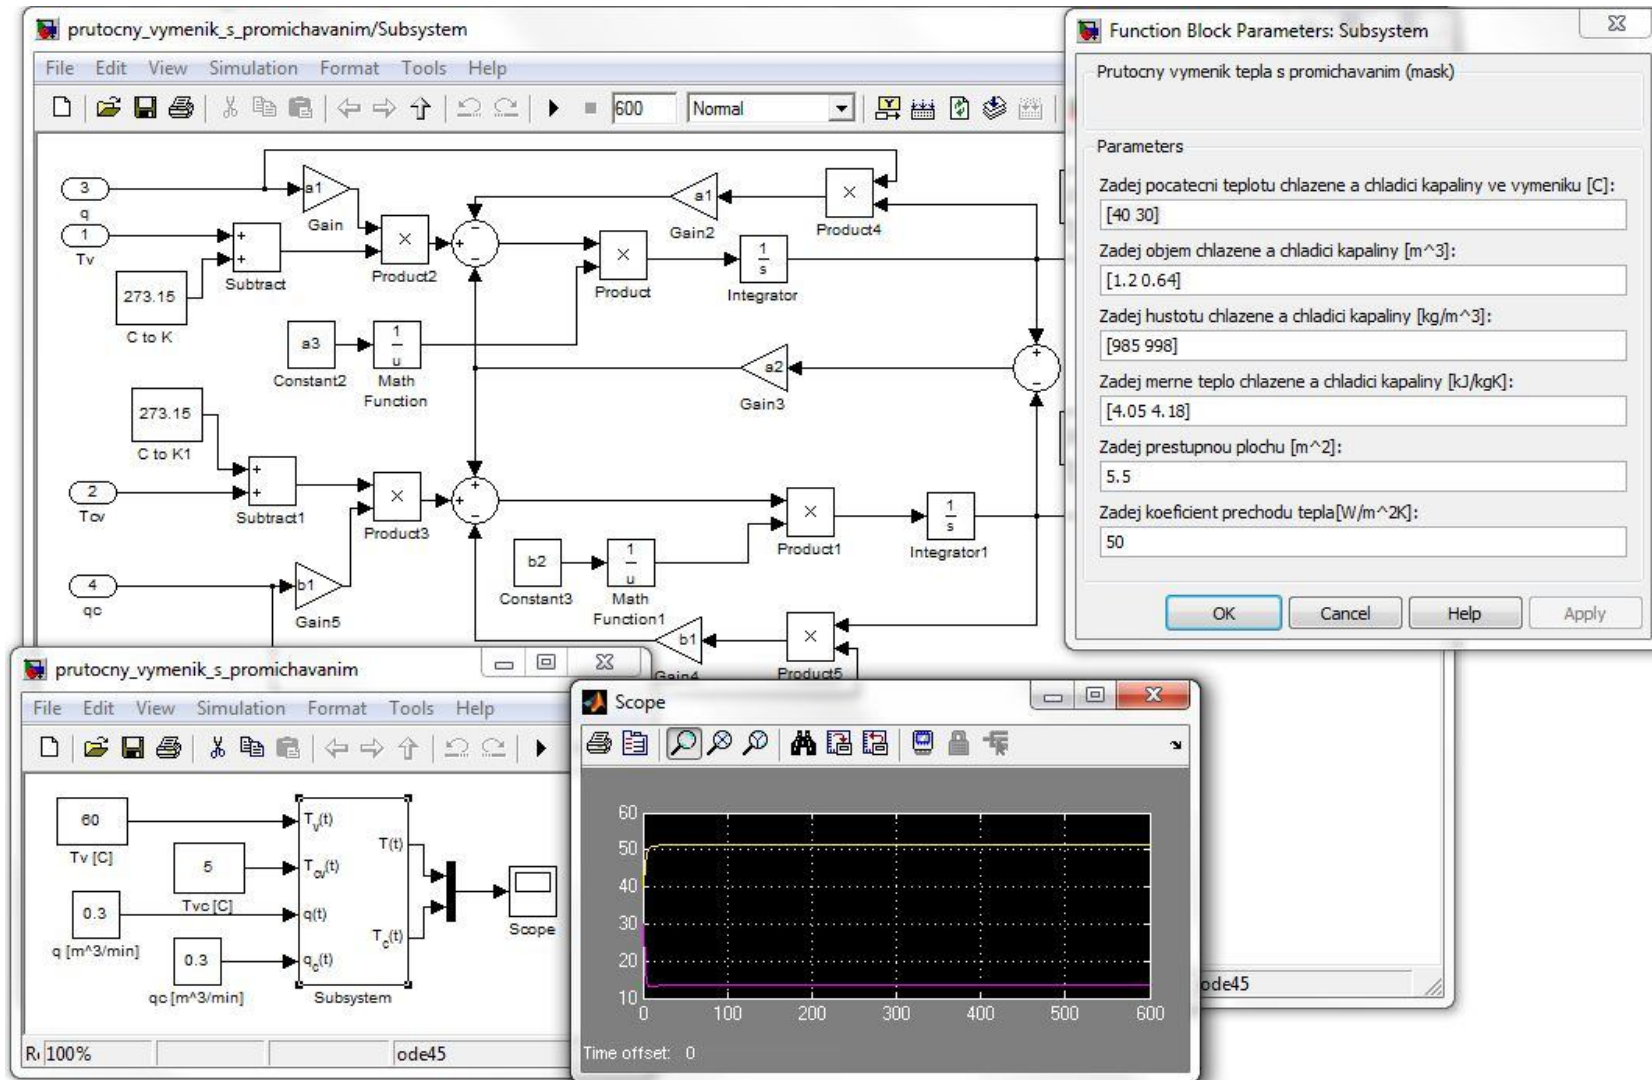 prutocny_vymenik_s_promichavanim/Subsystem
File Edit View Simulation Format Tools Help
600 Normal
3
q
a1
Gain
1
Tv
+
+
Subtract
273.15
C to K
×
Product2
+
−
−
a1
Gain2
×
Product4
×
Product
1
s
Integrator
a3
Constant2
1
u
Math
Function
a2
Gain3
+
−
273.15
C to K1
2
Tcv
+
+
Subtract1
×
Product3
+
+
−
4
qc
b1
Gain5
b2
Constant3
1
u
Math
Function1
×
Product1
1
s
Integrator1
b1
Gain4
×
Product5
ode45
Function Block Parameters: Subsystem
Prutocny vymenik tepla s promichavanim (mask)
Parameters
Zadej pocatecni teplotu chlazene a chladici kapaliny ve vymeniku [C]:
[40 30]
Zadej objem chlazene a chladici kapaliny [m^3]:
[1.2 0.64]
Zadej hustotu chlazene a chladici kapaliny [kg/m^3]:
[985 998]
Zadej merne teplo chlazene a chladici kapaliny [kJ/kgK]:
[4.05 4.18]
Zadej prestupnou plochu [m^2]:
5.5
Zadej koeficient prechodu tepla[W/m^2K]:
50
OK Cancel Help Apply
prutocny_vymenik_s_promichavanim
File Edit View Simulation Format Tools Help
60
Tv [C]
5
Tvc [C]
0.3
q [m^3/min]
0.3
qc [m^3/min]
Tv(t)
Tcv(t)
q(t)
qc(t)
T(t)
Tc(t)
Subsystem
Scope
100%
ode45
Scope
60
50
40
30
20
10
0 100 200 300 400 500 600
Time offset: 0